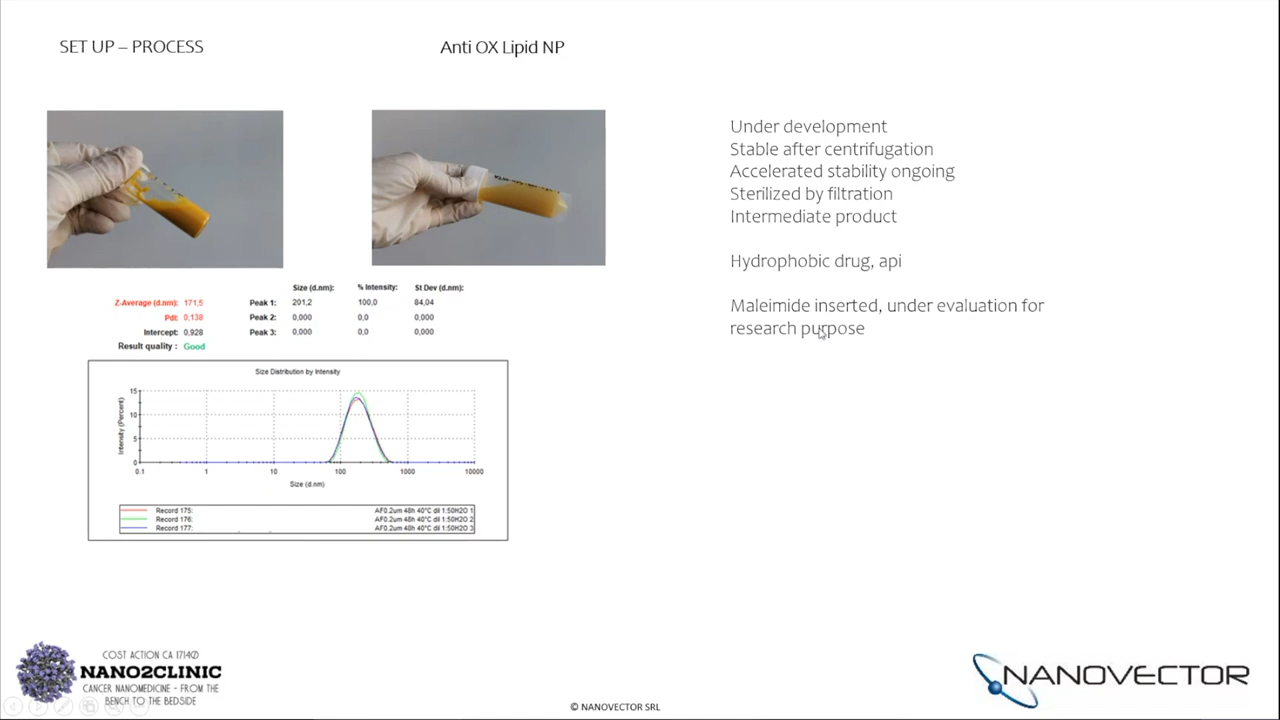 SET UP – PROCESS
Anti OX Lipid NP
Under development
Stable after centrifugation
Accelerated stability ongoing
Sterilized by filtration
Intermediate product
Hydrophobic drug, api
Maleimide inserted, under evaluation for
research purpose
Size (d.nm): % Intensity: St Dev (d.nm):
Z-Average (d.nm): 171,5 Peak 1: 201,2 100,0 84,04
PdI: 0,138 Peak 2: 0,000 0,0 0,000
Intercept: 0,928 Peak 3: 0,000 0,0 0,000
Result quality : Good
Size Distribution by Intensity
Intensity (Percent)
15
10
5
0
0.1 1 10 100 1000 10000
Size (d.nm)
Record 175: AF0.2um 48h 40°C dil 1:50H2O 1
Record 176: AF0.2um 48h 40°C dil 1:50H2O 2
Record 177: AF0.2um 48h 40°C dil 1:50H2O 3
COST ACTION CA 17140
NANO2CLINIC
CANCER NANOMEDICINE - FROM THE
BENCH TO THE BEDSIDE
© NANOVECTOR SRL
NANOVECTOR